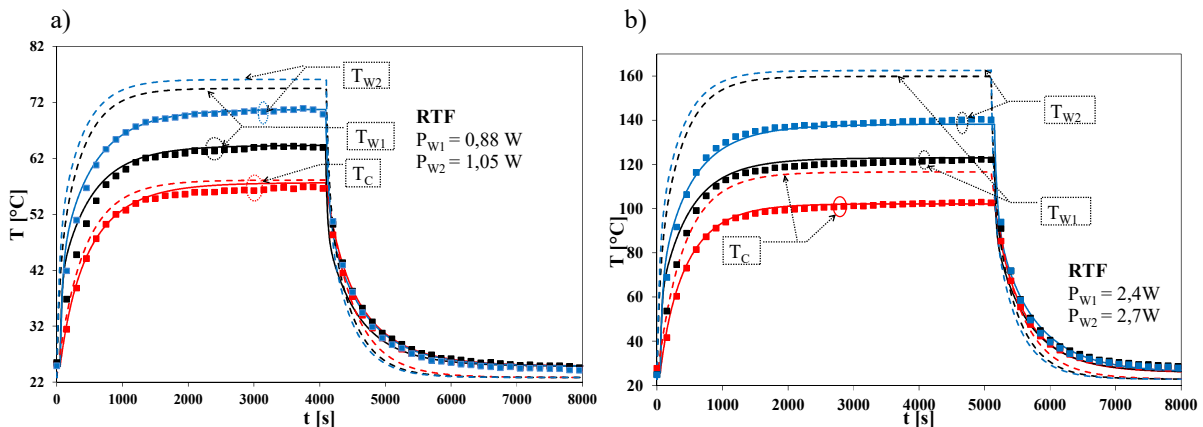 a)
T [°C]
82
72
62
52
42
32
22
0 1000 2000 3000 4000 5000 6000 7000 8000
t [s]
T_W2
T_W1
T_C
RTF
P_W1 = 0,88 W
P_W2 = 1,05 W
b)
T [°C]
160
140
120
100
80
60
40
20
0 1000 2000 3000 4000 5000 6000 7000 8000
t [s]
T_W2
T_W1
T_C
RTF
P_W1 = 2,4W
P_W2 = 2,7W